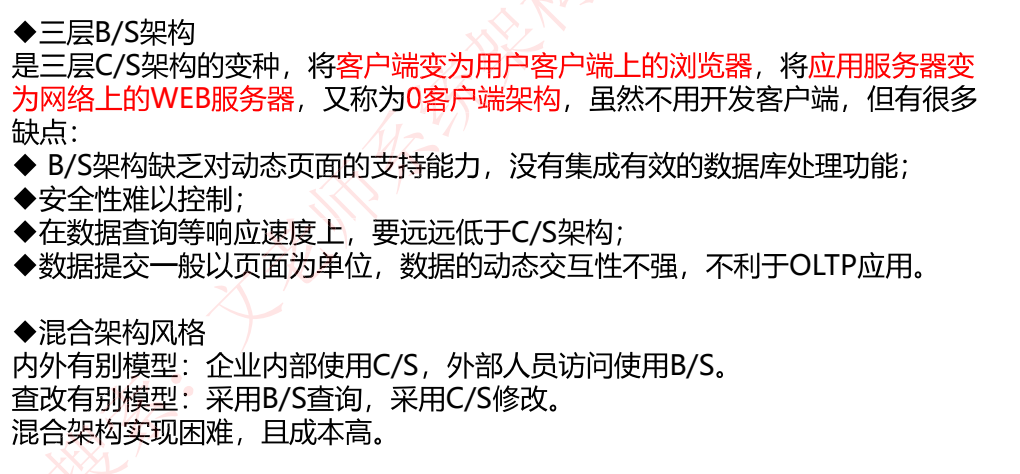 ◆三层B/S架构
是三层C/S架构的变种，将客户端变为用户客户端上的浏览器，将应用服务器变
为网络上的WEB服务器，又称为0客户端架构，虽然不用开发客户端，但有很多
缺点：
◆ B/S架构缺乏对动态页面的支持能力，没有集成有效的数据库处理功能；
◆安全性难以控制；
◆在数据查询等响应速度上，要远远低于C/S架构；
◆数据提交一般以页面为单位，数据的动态交互性不强，不利于OLTP应用。
◆混合架构风格
内外有别模型：企业内部使用C/S，外部人员访问使用B/S。
查改有别模型：采用B/S查询，采用C/S修改。
混合架构实现困难，且成本高。
搜索：文老师系统架构